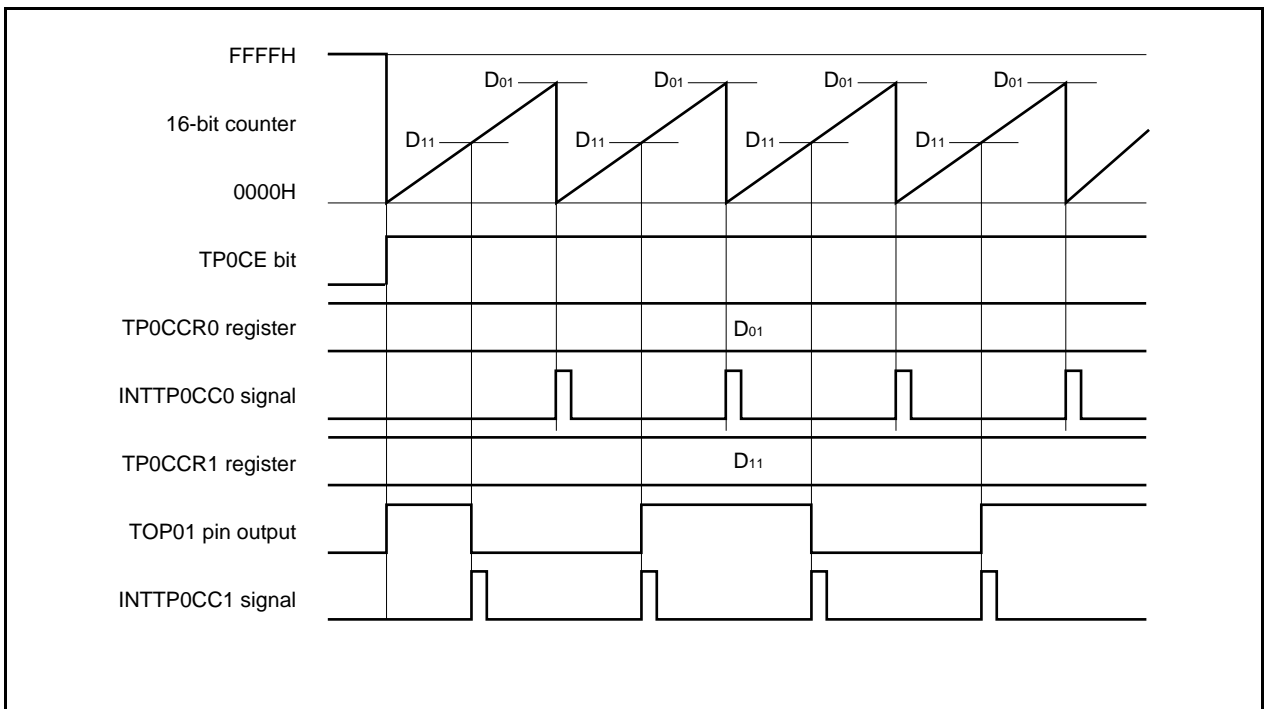 FFFFH
D01 D01 D01 D01
16-bit counter
D11 D11 D11 D11
0000H
TP0CE bit
TP0CCR0 register
D01
INTTP0CC0 signal
TP0CCR1 register
D11
TOP01 pin output
INTTP0CC1 signal